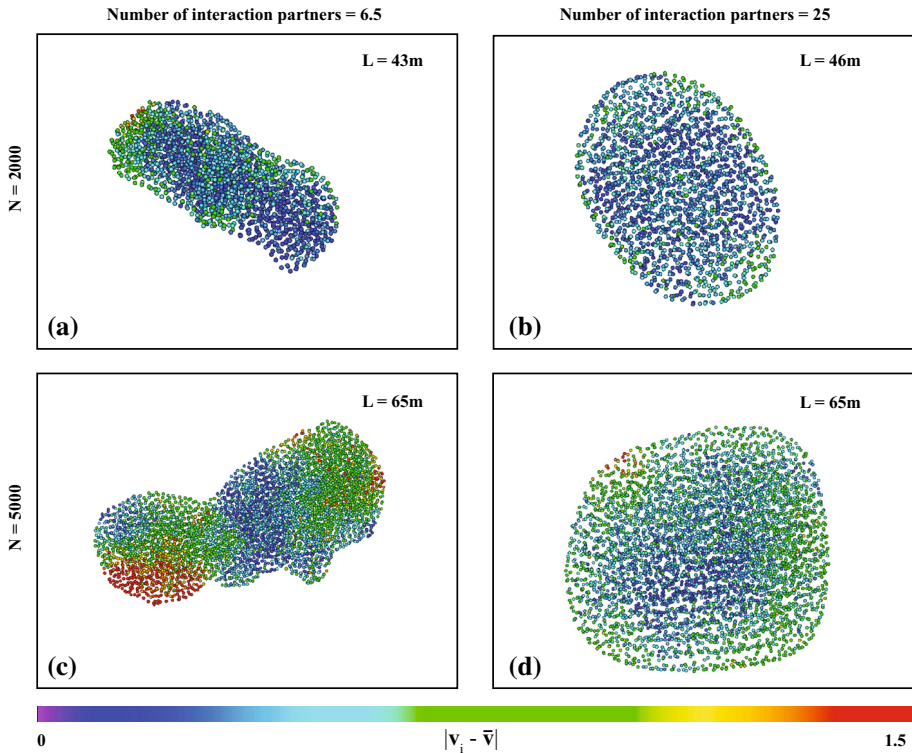 Number of interaction partners = 6.5
Number of interaction partners = 25
N = 2000
L = 43m
(a)
L = 46m
(b)
N = 5000
L = 65m
(c)
L = 65m
(d)
0
|v_i - v̄|
1.5